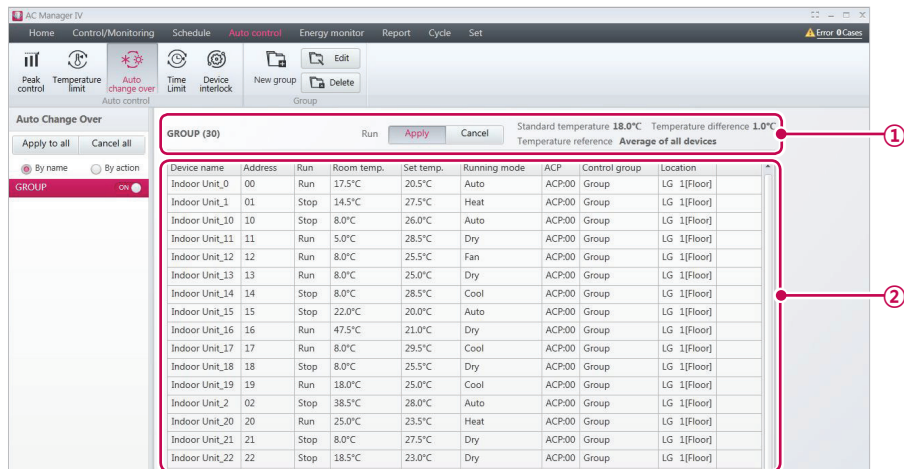 AC Manager IV
Home Control/Monitoring Schedule Auto control Energy monitor Report Cycle Set Error 0 Cases
Peak control Temperature limit Auto change over Time Limit Device interlock New group Edit Delete
Auto control Group
Auto Change Over
Apply to all Cancel all
By name By action
GROUP ON
GROUP (30) Run Apply Cancel Standard temperature 18.0°C Temperature difference 1.0°C
Temperature reference Average of all devices
①
Device name Address Run Room temp. Set temp. Running mode ACP Control group Location
Indoor Unit_0 00 Run 17.5°C 20.5°C Auto ACP:00 Group LG 1[Floor]
Indoor Unit_1 01 Stop 14.5°C 27.5°C Heat ACP:00 Group LG 1[Floor]
Indoor Unit_10 10 Stop 8.0°C 26.0°C Auto ACP:00 Group LG 1[Floor]
Indoor Unit_11 11 Run 5.0°C 28.5°C Dry ACP:00 Group LG 1[Floor]
Indoor Unit_12 12 Run 8.0°C 25.5°C Fan ACP:00 Group LG 1[Floor]
Indoor Unit_13 13 Run 8.0°C 25.0°C Dry ACP:00 Group LG 1[Floor]
Indoor Unit_14 14 Stop 8.0°C 28.5°C Cool ACP:00 Group LG 1[Floor]
②
Indoor Unit_15 15 Stop 22.0°C 20.0°C Auto ACP:00 Group LG 1[Floor]
Indoor Unit_16 16 Run 47.5°C 21.0°C Dry ACP:00 Group LG 1[Floor]
Indoor Unit_17 17 Run 8.0°C 29.5°C Cool ACP:00 Group LG 1[Floor]
Indoor Unit_18 18 Stop 8.0°C 25.5°C Dry ACP:00 Group LG 1[Floor]
Indoor Unit_19 19 Run 18.0°C 25.0°C Cool ACP:00 Group LG 1[Floor]
Indoor Unit_2 02 Stop 38.5°C 28.0°C Auto ACP:00 Group LG 1[Floor]
Indoor Unit_20 20 Run 25.0°C 23.5°C Heat ACP:00 Group LG 1[Floor]
Indoor Unit_21 21 Stop 8.0°C 27.5°C Dry ACP:00 Group LG 1[Floor]
Indoor Unit_22 22 Stop 18.5°C 23.0°C Dry ACP:00 Group LG 1[Floor]